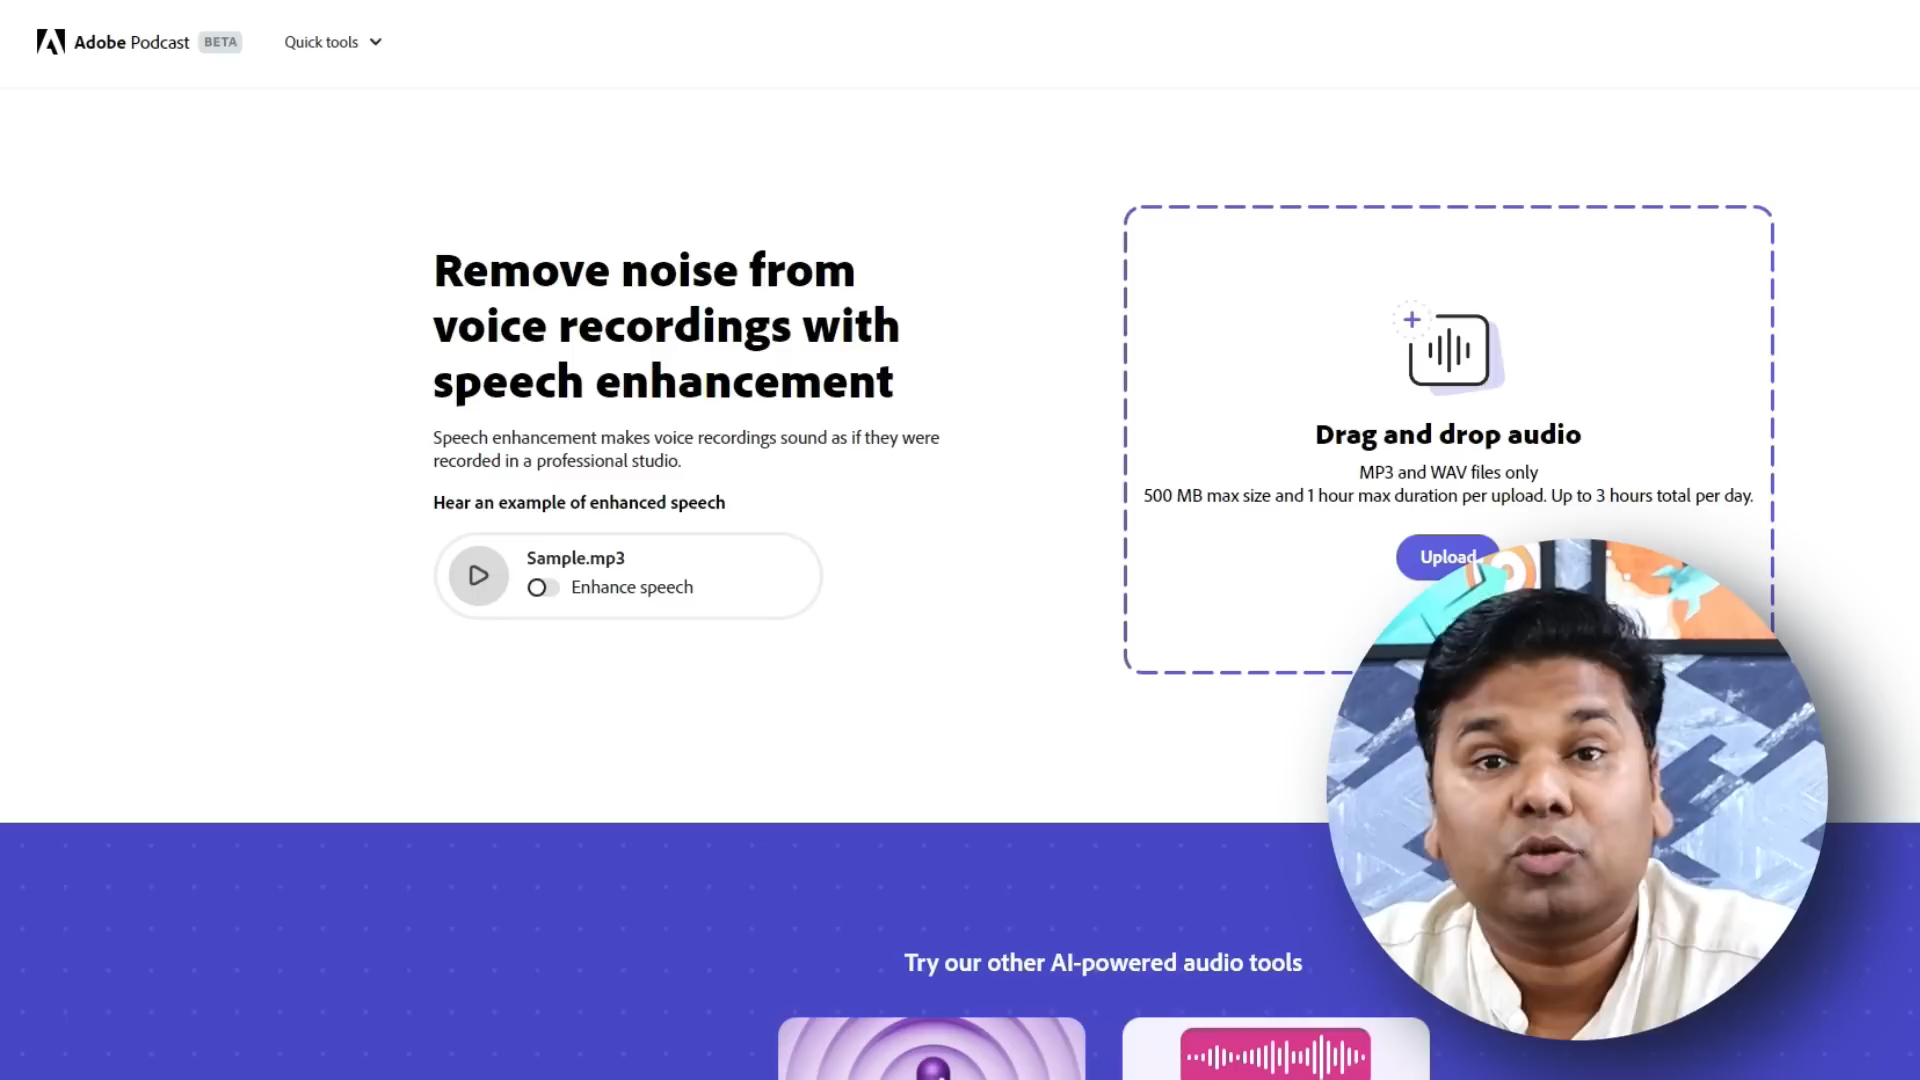 Adobe Podcast BETA
Quick tools
Remove noise from
voice recordings with
speech enhancement
Speech enhancement makes voice recordings sound as if they were
recorded in a professional studio.
Hear an example of enhanced speech
Sample.mp3
Enhance speech
Drag and drop audio
MP3 and WAV files only
500 MB max size and 1 hour max duration per upload. Up to 3 hours total per day.
Upload
Try our other AI-powered audio tools